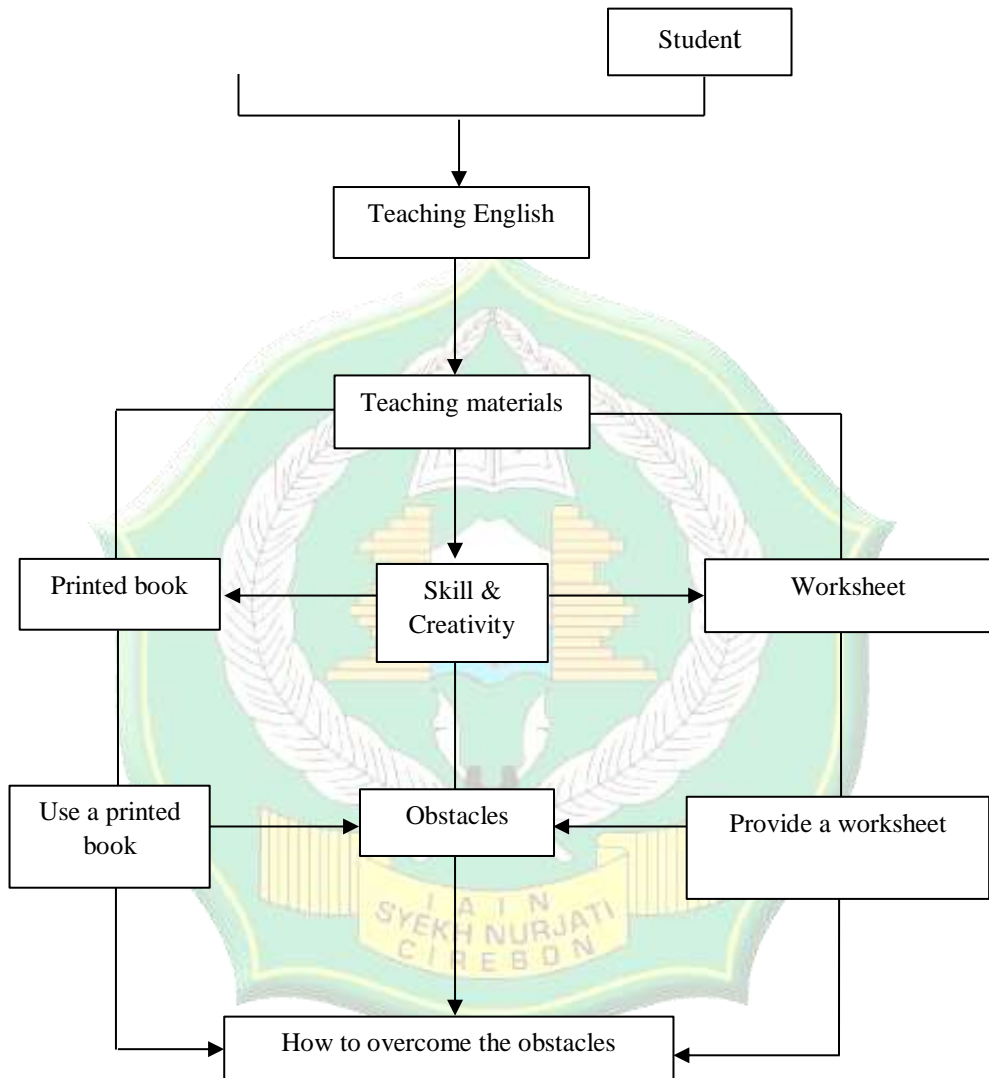 Student
Teaching English
Teaching materials
Printed book
Skill &
Creativity
Worksheet
Use a printed
book
Obstacles
Provide a worksheet
I A I N
SYEKH NURJATI
CIREBON
How to overcome the obstacles